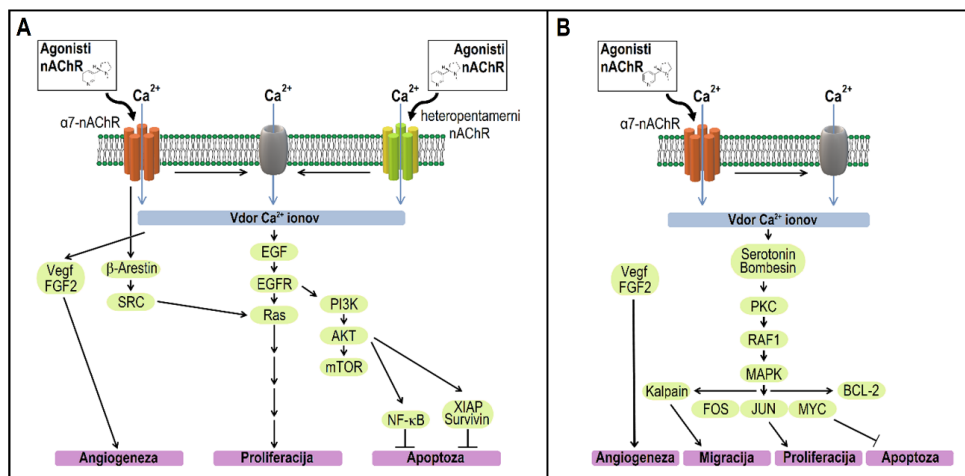 A
Agonisti
nAChR
Ca²⁺
α7-nAChR
Ca²⁺
Agonisti
nAChR
Ca²⁺
heteropentamerni
nAChR
Vdor Ca²⁺ ionov
Vegf
FGF2
β-Arestin
SRC
EGF
EGFR
Ras
PI3K
AKT
mTOR
NF-κB
XIAP
Survivin
Angiogeneza
Proliferacija
Apoptoza
B
Agonisti
nAChR
Ca²⁺
α7-nAChR
Ca²⁺
Vdor Ca²⁺ ionov
Vegf
FGF2
Serotonin
Bombesin
PKC
RAF1
MAPK
Kalpain
BCL-2
FOS
JUN
MYC
Angiogeneza
Migracija
Proliferacija
Apoptoza